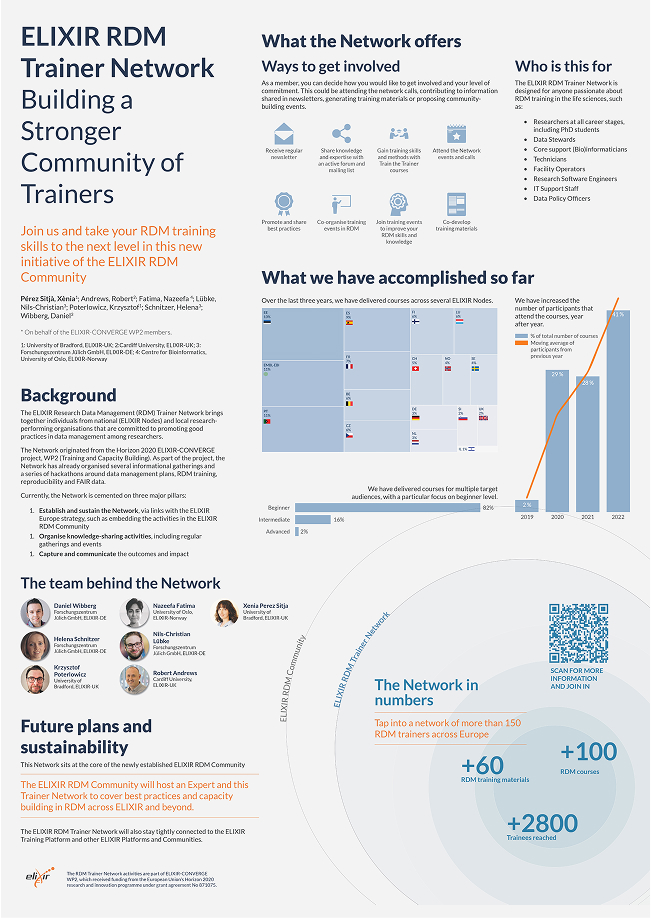 ELIXIR RDM
Trainer Network
Building a
Stronger
Community of
Trainers
Join us and take your RDM training
skills to the next level in this new
initiative of the ELIXIR RDM
Community
Pérez Sitjà, Xènia¹; Andrews, Robert²; Fatima, Nazeefa ⁴; Lübke,
Nils-Christian³; Poterlowicz, Krzysztof¹; Schnitzer, Helena³;
Wibberg, Daniel³
* On behalf of the ELIXIR-CONVERGE WP2 members.
1: University of Bradford, ELIXIR-UK; 2:Cardiff University, ELIXIR-UK; 3:
Forschungszentrum Jülich GmbH, ELIXIR-DE; 4: Centre for Bioinformatics,
University of Oslo, ELIXIR-Norway
Background
The ELIXIR Research Data Management (RDM) Trainer Network brings
together individuals from national (ELIXIR Nodes) and local research-
performing organisations that are committed to promoting good
practices in data management among researchers.
The Network originated from the Horizon 2020 ELIXIR-CONVERGE
project, WP2 (Training and Capacity Building). As part of the project, the
Network has already organised several informational gatherings and
a series of hackathons around data management plans, RDM training,
reproducibility and FAIR data.
Currently, the Network is cemented on three major pillars:
1. Establish and sustain the Network, via links with the ELIXIR
Europe strategy, such as embedding the activities in the ELIXIR
RDM Community
1. Organise knowledge-sharing activities, including regular
gatherings and events
1. Capture and communicate the outcomes and impact
The team behind the Network
Daniel Wibberg
Forschungszentrum
Jülich GmbH, ELIXIR-DE
Nazeefa Fatima
University of Oslo,
ELIXIR-Norway
Xenia Perez Sitja
University of
Bradford, ELIXIR-UK
Helena Schnitzer
Forschungszentrum
Jülich GmbH, ELIXIR-DE
Nils-Christian
Lübke
Forschungszentrum
Jülich GmbH, ELIXIR-DE
Krzysztof
Poterlowicz
University of
Bradford, ELIXIR-UK
Robert Andrews
Cardiff University,
ELIXIR-UK
Future plans and
sustainability
This Network sits at the core of the newly established ELIXIR RDM Community
The ELIXIR RDM Community will host an Expert and this
Trainer Network to cover best practices and capacity
building in RDM across ELIXIR and beyond.
The ELIXIR RDM Trainer Network will also stay tightly connected to the ELIXIR
Training Platform and other ELIXIR Platforms and Communities.
elixir
The RDM Trainer Network activities are part of ELIXIR-CONVERGE
WP2, which received funding from the European Union's Horizon 2020
research and innovation programme under grant agreement No 871075.
What the Network offers
Ways to get involved
As a member, you can decide how you would like to get involved and your level of
commitment. This could be attending the network calls, contributing to information
shared in newsletters, generating training materials or proposing community-
building events.
Receive regular
newsletter
Share knowledge
and expertise with
an active forum and
mailing list
Gain training skills
and methods with
Train the Trainer
courses
Attend the Network
events and calls
Promote and share
best practices
Co-organise training
events in RDM
Join training events
to improve your
RDM skills and
knowledge
Co-develop
training materials
Who is this for
The ELIXIR RDM Trainer Network is
designed for anyone passionate about
RDM training in the life sciences, such
as:
• Researchers at all career stages,
including PhD students
• Data Stewards
• Core support (Bio)informaticians
• Technicians
• Facility Operators
• Research Software Engineers
• IT Support Staff
• Data Policy Officers
What we have accomplished so far
Over the last three years, we have delivered courses across several ELIXIR Nodes.
EMBL-EBI
11%
PT
11%
ES
FR
7%
BE
CZ
FI
CH
5%
NO
4%
SE
4%
DE
NL
3%
SI
2%
UK
2%
We have increased the
number of participants that
attend the courses, year
after year.
% of total number of courses
Moving average of
participants from
previous year
2 %
29 %
28 %
41 %
2019
2020
2021
2022
We have delivered courses for multiple target
audiences, with a particular focus on beginner level.
Beginner
82%
Intermediate
16%
Advanced
2%
ELIXIR RDM Community
ELIXIR RDM Trainer Network
SCAN FOR MORE
INFORMATION
AND JOIN IN
The Network in
numbers
Tap into a network of more than 150
RDM trainers across Europe
+60
RDM training materials
+100
RDM courses
+2800
Trainees reached